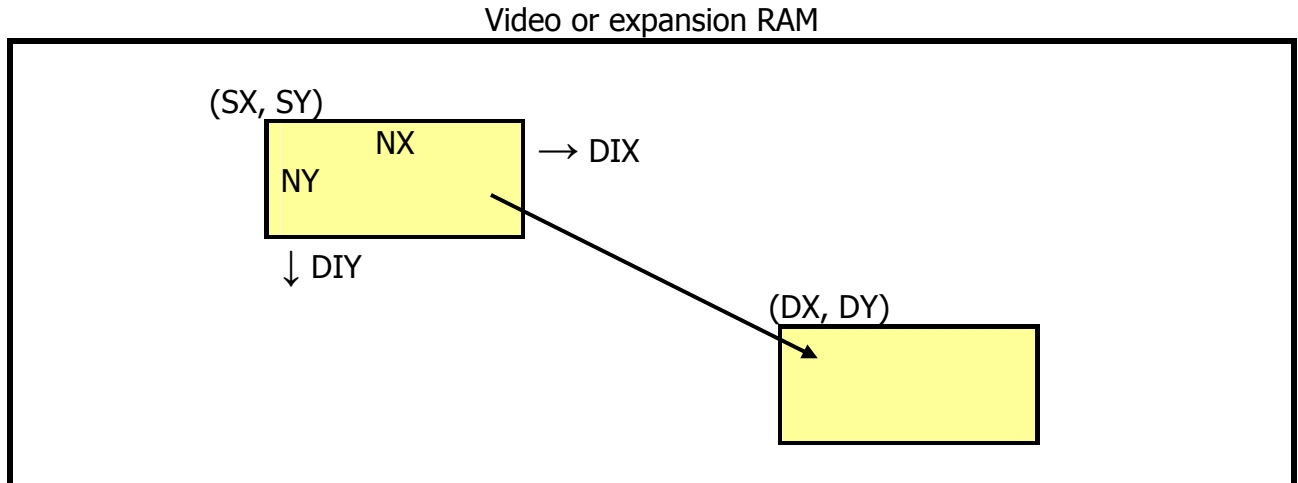 Video or expansion RAM
(SX, SY)
NX
→ DIX
NY
↓ DIY
(DX, DY)